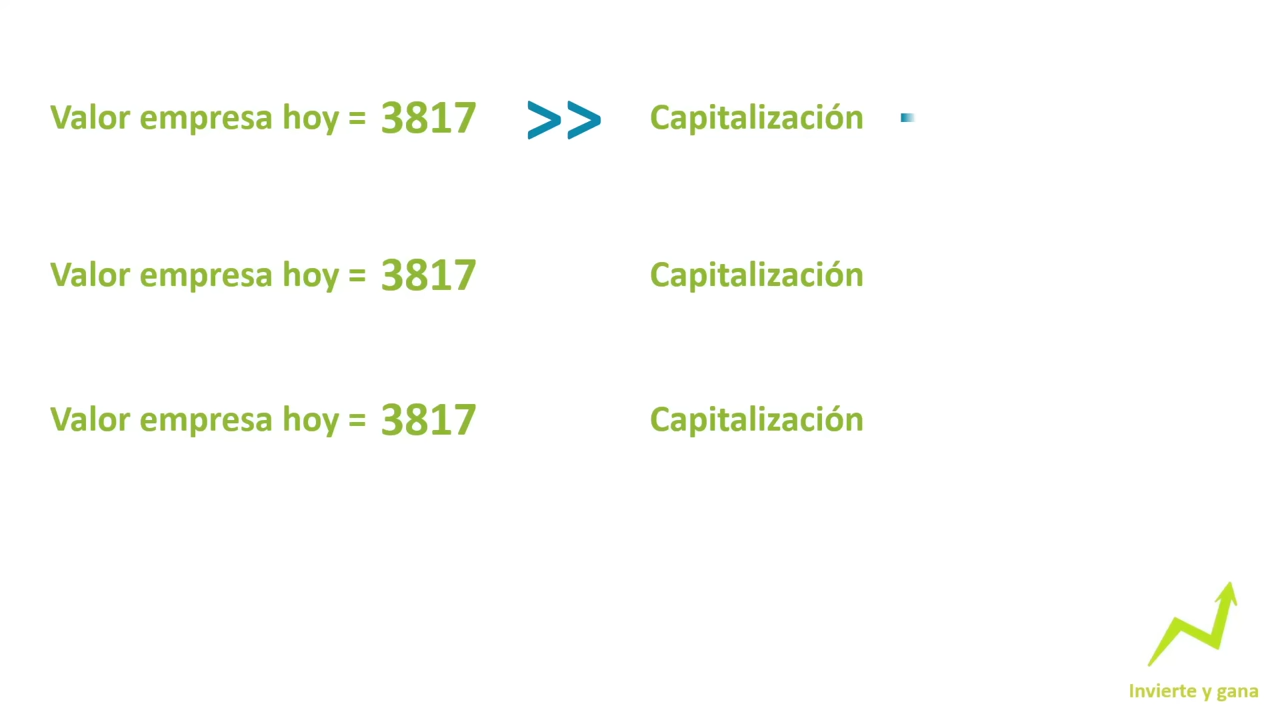 Valor empresa hoy = 3817 >> Capitalización
Valor empresa hoy = 3817 Capitalización
Valor empresa hoy = 3817 Capitalización
Invierte y gana